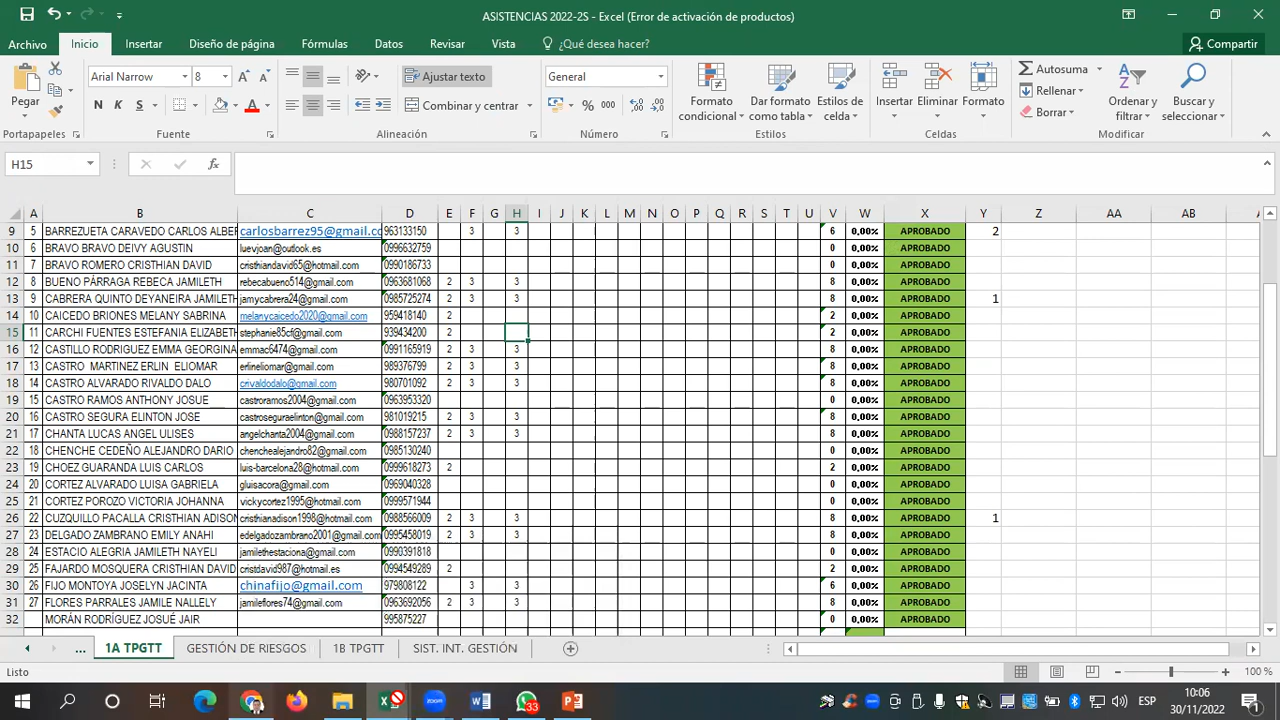 ASISTENCIAS 2022-2S - Excel (Error de activación de productos)
Archivo Inicio Insertar Diseño de página Fórmulas Datos Revisar Vista ¿Qué desea hacer? Compartir
Pegar Arial Narrow 8 N K S Ajustar texto Combinar y centrar General % 000
Formato condicional Dar formato como tabla Estilos de celda Insertar Eliminar Formato Autosuma Rellenar Borrar Ordenar y filtrar Buscar y seleccionar
Portapapeles Fuente Alineación Número Estilos Celdas Modificar
H15 fx
A B C D E F G H I J K L M N O P Q R S T U V W X Y Z AA AB
9 5 BARREZUETA CARAVEDO CARLOS ALBER carlosbarrez95@gmail.co 963133150 3 3 6 0,00% APROBADO 2
10 6 BRAVO BRAVO DEIVY AGUSTIN luevjoan@outlook.es 0996632759 0 0,00% APROBADO
11 7 BRAVO ROMERO CRISTHIAN DAVID cristhiandavid65@hotmail.com 0990186733 0 0,00% APROBADO
12 8 BUENO PÁRRAGA REBECA JAMILETH rebecabueno514@gmail.com 0963681068 2 3 3 8 0,00% APROBADO
13 9 CABRERA QUINTO DEYANEIRA JAMILETH jamycabrera24@gmail.com 0985725274 2 3 3 8 0,00% APROBADO 1
14 10 CAICEDO BRIONES MELANY SABRINA melanycaicedo2020@gmail.com 959418140 2 2 0,00% APROBADO
15 11 CARCHI FUENTES ESTEFANIA ELIZABETH stephanie85cf@gmail.com 939434200 2 2 0,00% APROBADO
16 12 CASTILLO RODRIGUEZ EMMA GEORGINA emmac6474@gmail.com 0991165919 2 3 3 8 0,00% APROBADO
17 13 CASTRO MARTINEZ ERLIN ELIOMAR erlineliomar@gmail.com 989376799 2 3 3 8 0,00% APROBADO
18 14 CASTRO ALVARADO RIVALDO DALO crivaldodalo@gmail.com 980701092 2 3 3 8 0,00% APROBADO
19 15 CASTRO RAMOS ANTHONY JOSUE castroramos2004@gmail.com 0963953320 0 0,00% APROBADO
20 16 CASTRO SEGURA ELINTON JOSE castroseguraelinton@gmail.com 981019215 2 3 3 8 0,00% APROBADO
21 17 CHANTA LUCAS ANGEL ULISES angelchanta2004@gmail.com 0988157237 2 3 3 8 0,00% APROBADO
22 18 CHENCHE CEDEÑO ALEJANDRO DARIO chenchealejandro82@gmail.com 0985130240 0 0,00% APROBADO
23 19 CHOEZ GUARANDA LUIS CARLOS luis-barcelona28@hotmail.com 0999618273 2 2 0,00% APROBADO
24 20 CORTEZ ALVARADO LUISA GABRIELA gluisacora@gmail.com 0969040328 0 0,00% APROBADO
25 21 CORTEZ POROZO VICTORIA JOHANNA vickycortez1995@hotmail.com 0999571944 0 0,00% APROBADO
26 22 CUZQUILLO PACALLA CRISTHIAN ADISON cristhianadison1998@hotmail.com 0988566009 2 3 3 8 0,00% APROBADO 1
27 23 DELGADO ZAMBRANO EMILY ANAHI edelgadozambrano2001@gmail.com 0995458019 2 3 3 8 0,00% APROBADO
28 24 ESTACIO ALEGRIA JAMILETH NAYELI jamilethestaciona@gmail.com 0990391818 0 0,00% APROBADO
29 25 FAJARDO MOSQUERA CRISTHIAN DAVID cristdavid987@hotmail.es 0994549281 2 2 0,00% APROBADO
30 26 FIJO MONTOYA JOSELYN JACINTA chinafijo@gmail.com 979808122 3 3 6 0,00% APROBADO
31 27 FLORES PARRALES JAMILE NALLELY jamileflores74@gmail.com 0963692056 2 3 3 8 0,00% APROBADO
32 MORÁN RODRÍGUEZ JOSUÉ JAIR 995875227 0 0,00% APROBADO
... 1A TPGTT GESTIÓN DE RIESGOS 1B TPGTT SIST. INT. GESTIÓN
Listo 100 %
33 ESP 10:06
30/11/2022